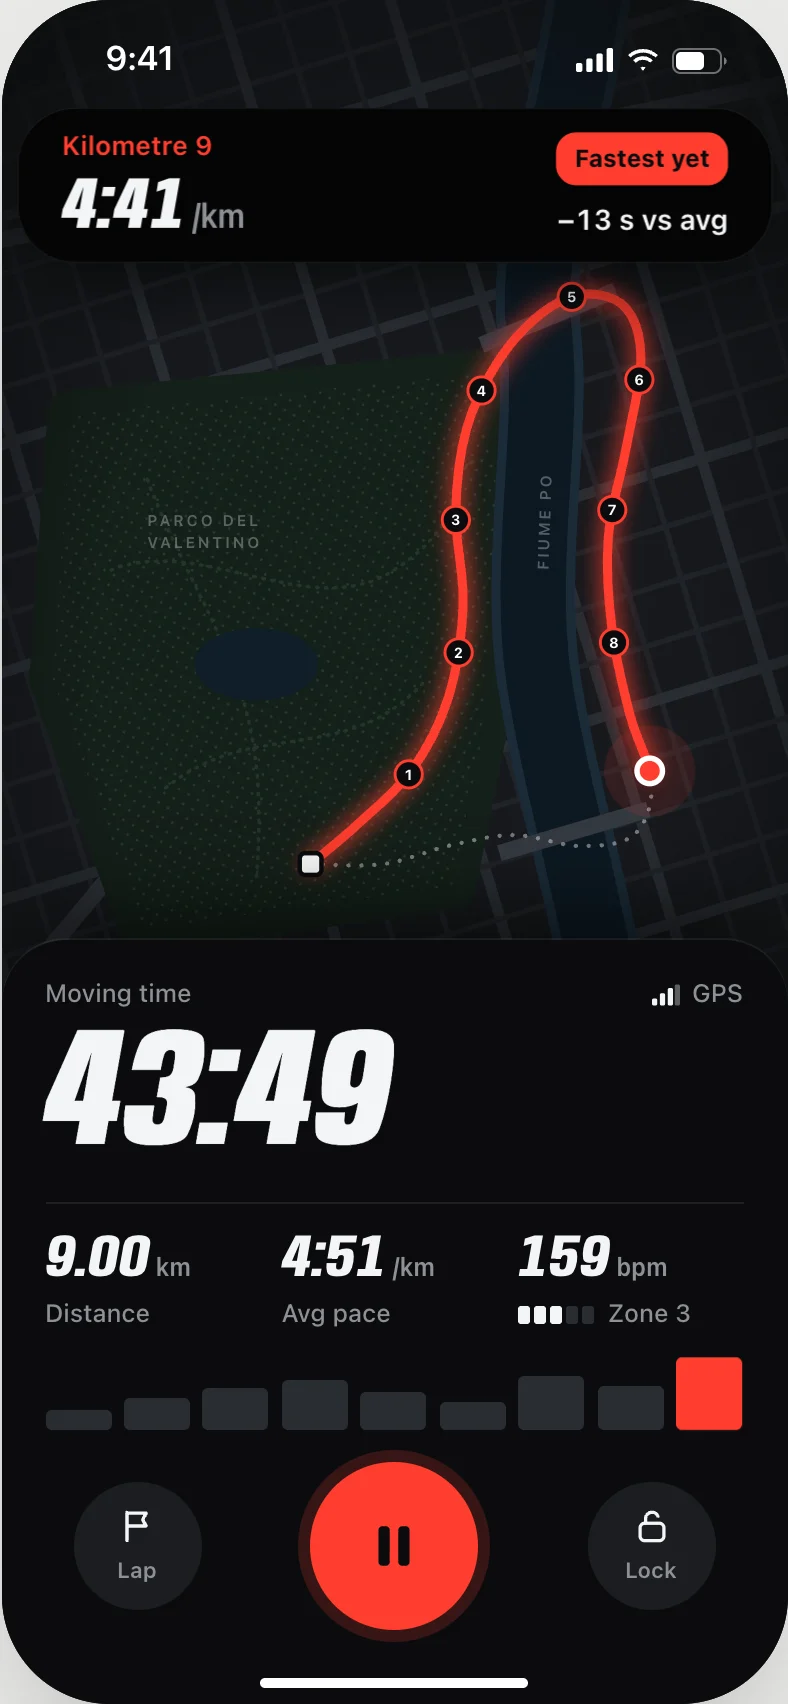 9:41
Kilometre 9
4:41 /km
Fastest yet
−13 s vs avg
5
4
6
3
7
PARCO DEL
VALENTINO
FIUME PO
2
8
1
Moving time
GPS
43:49
9.00 km
Distance
4:51 /km
Avg pace
159 bpm
Zone 3
Lap
Lock